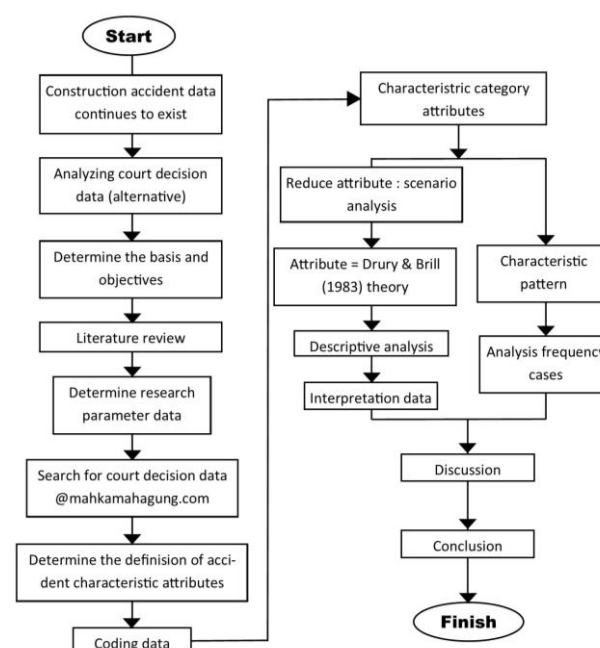 Start
Construction accident data
continues to exist
Analyzing court decision
data (alternative)
Determine the basis and
objectives
Literature review
Determine research
parameter data
Search for court decision data
@mahkamahagung.com
Determine the definision of acci-
dent characteristic attributes
Coding data
Characteristric category
attributes
Reduce attribute : scenario
analysis
Attribute = Drury & Brill
(1983) theory
Descriptive analysis
Interpretation data
Characteristic
pattern
Analysis frequency
cases
Discussion
Conclusion
Finish